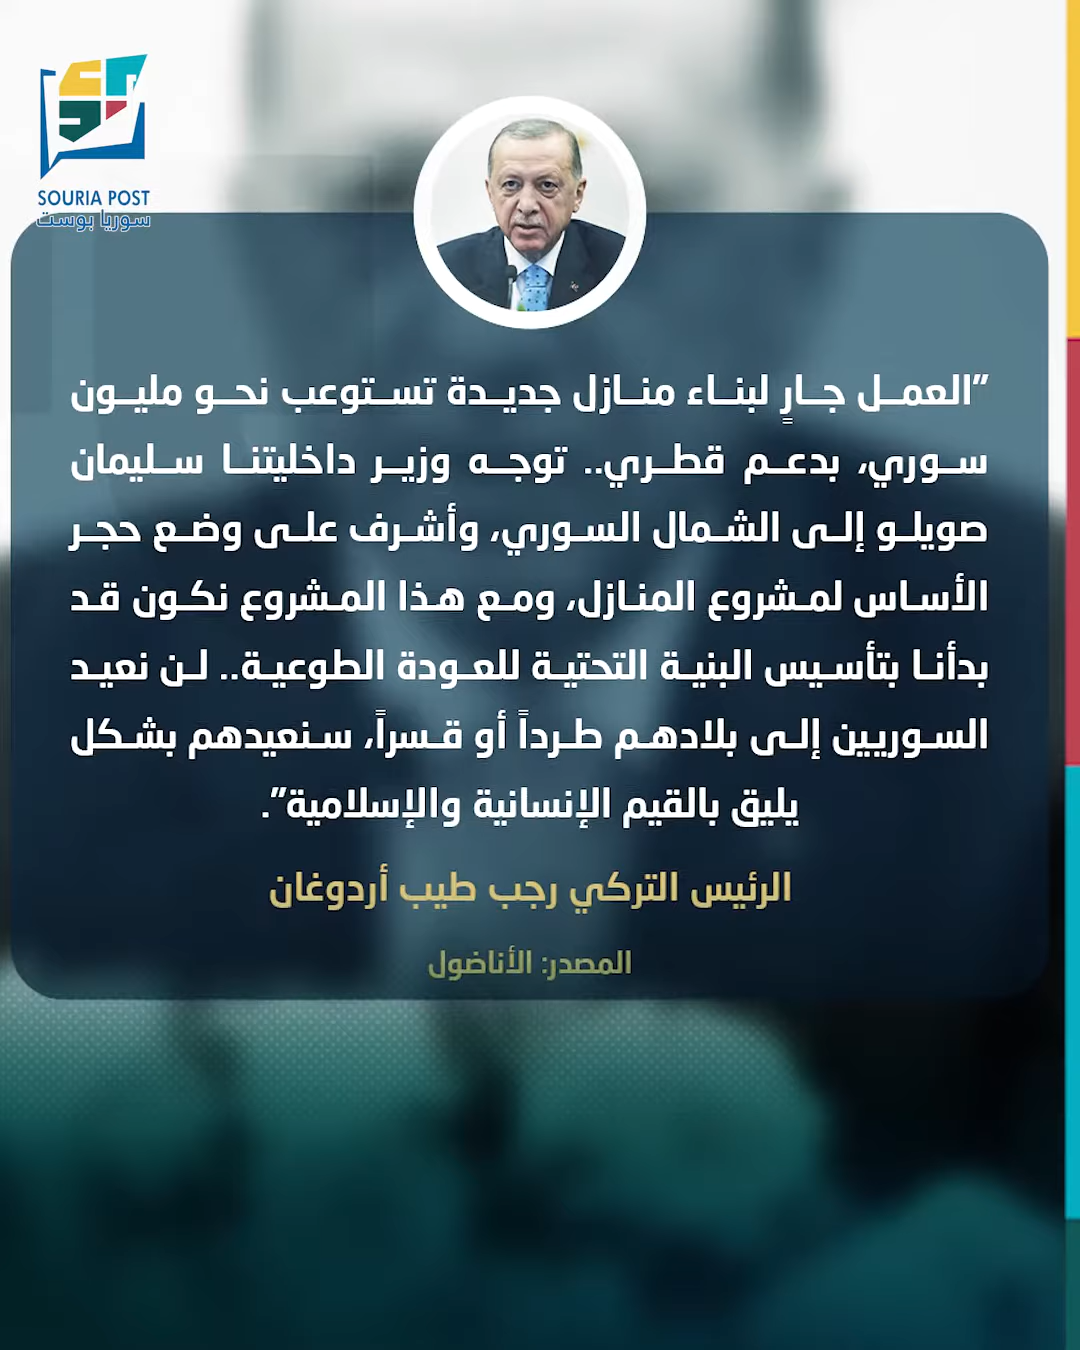 SOURIA POST
سوريا بوست
"العمل جارٍ لبناء منازل جديدة تستوعب نحو مليون
سوري، بدعم قطري.. توجه وزير داخليتنا سليمان
صويلو إلى الشمال السوري، وأشرف على وضع حجر
الأساس لمشروع المنازل، ومع هذا المشروع نكون قد
بدأنا بتأسيس البنية التحتية للعودة الطوعية.. لن نعيد
السوريين إلى بلادهم طرداً أو قسراً، سنعيدهم بشكل
يليق بالقيم الإنسانية والإسلامية".
الرئيس التركي رجب طيب أردوغان
المصدر: الأناضول